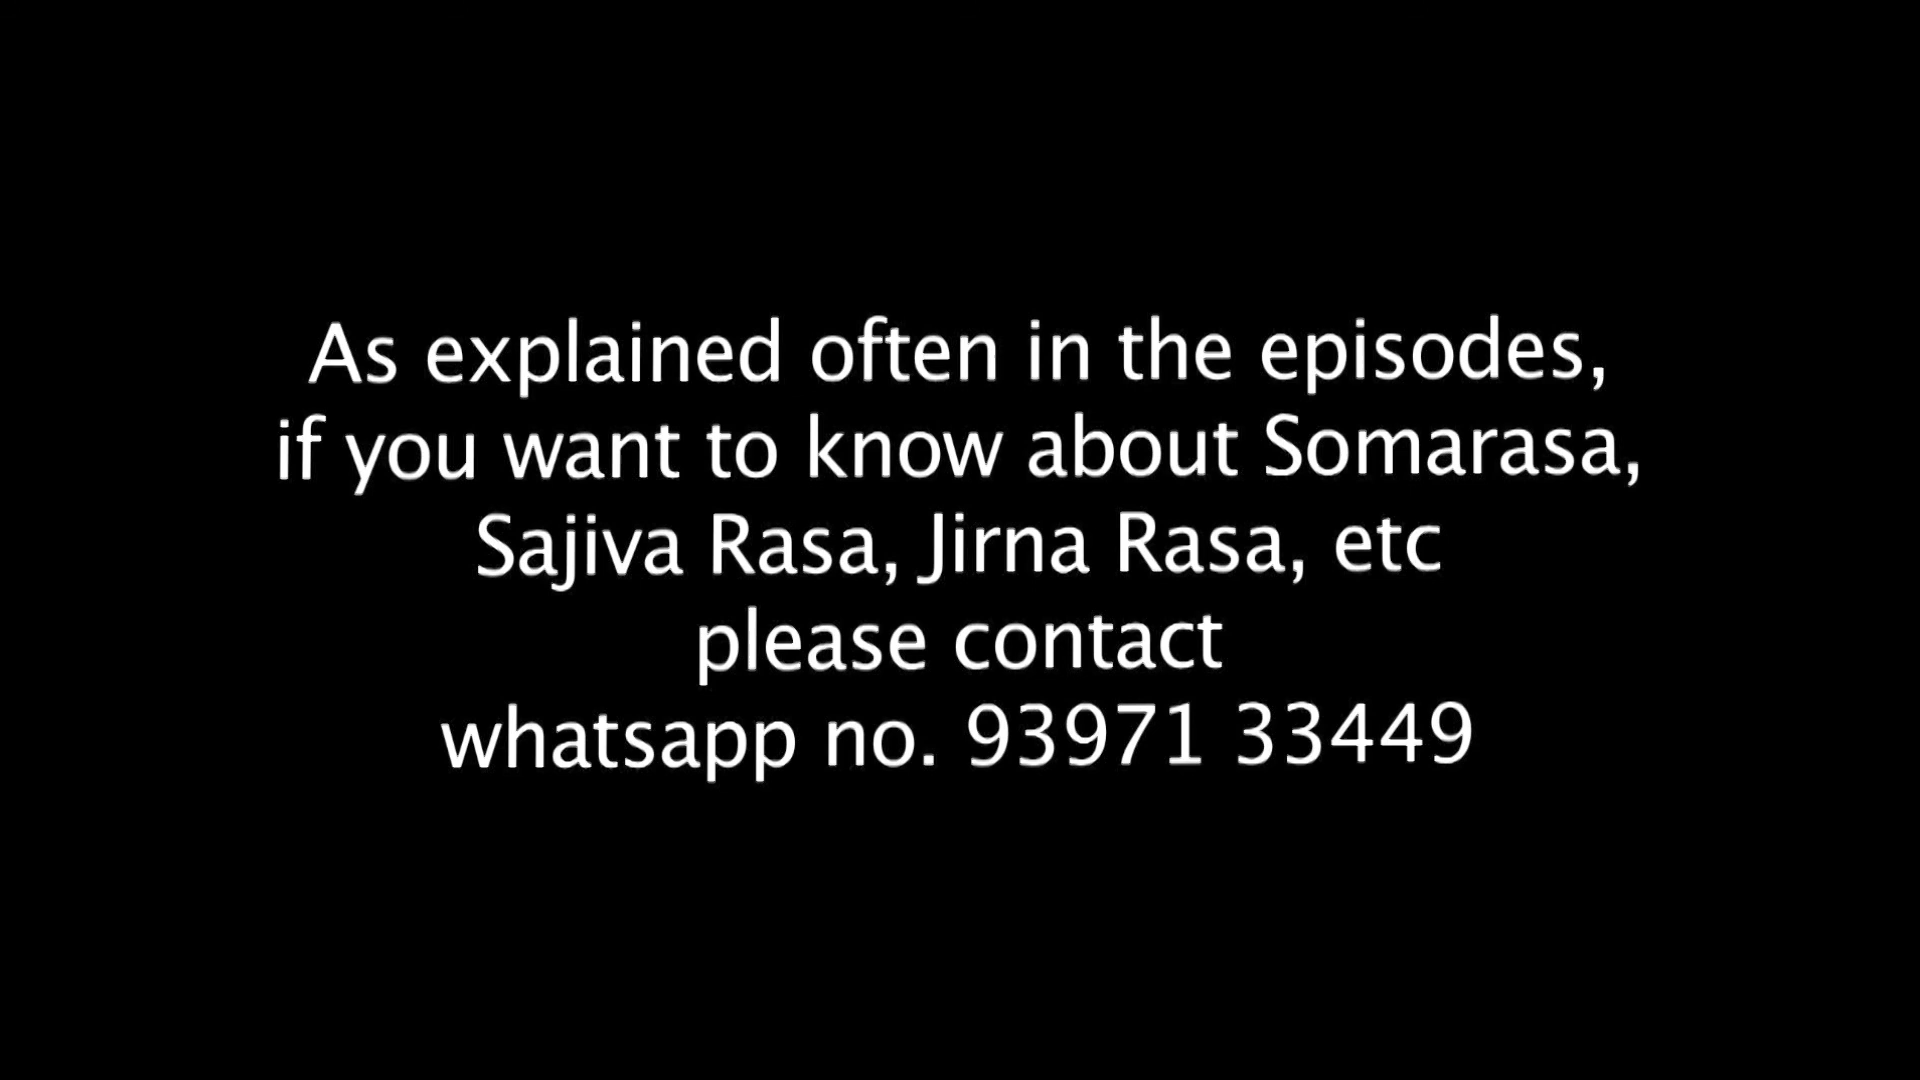 As explained often in the episodes,
if you want to know about Somarasa,
Sajiva Rasa, Jirna Rasa, etc
please contact
whatsapp no. 93971 33449